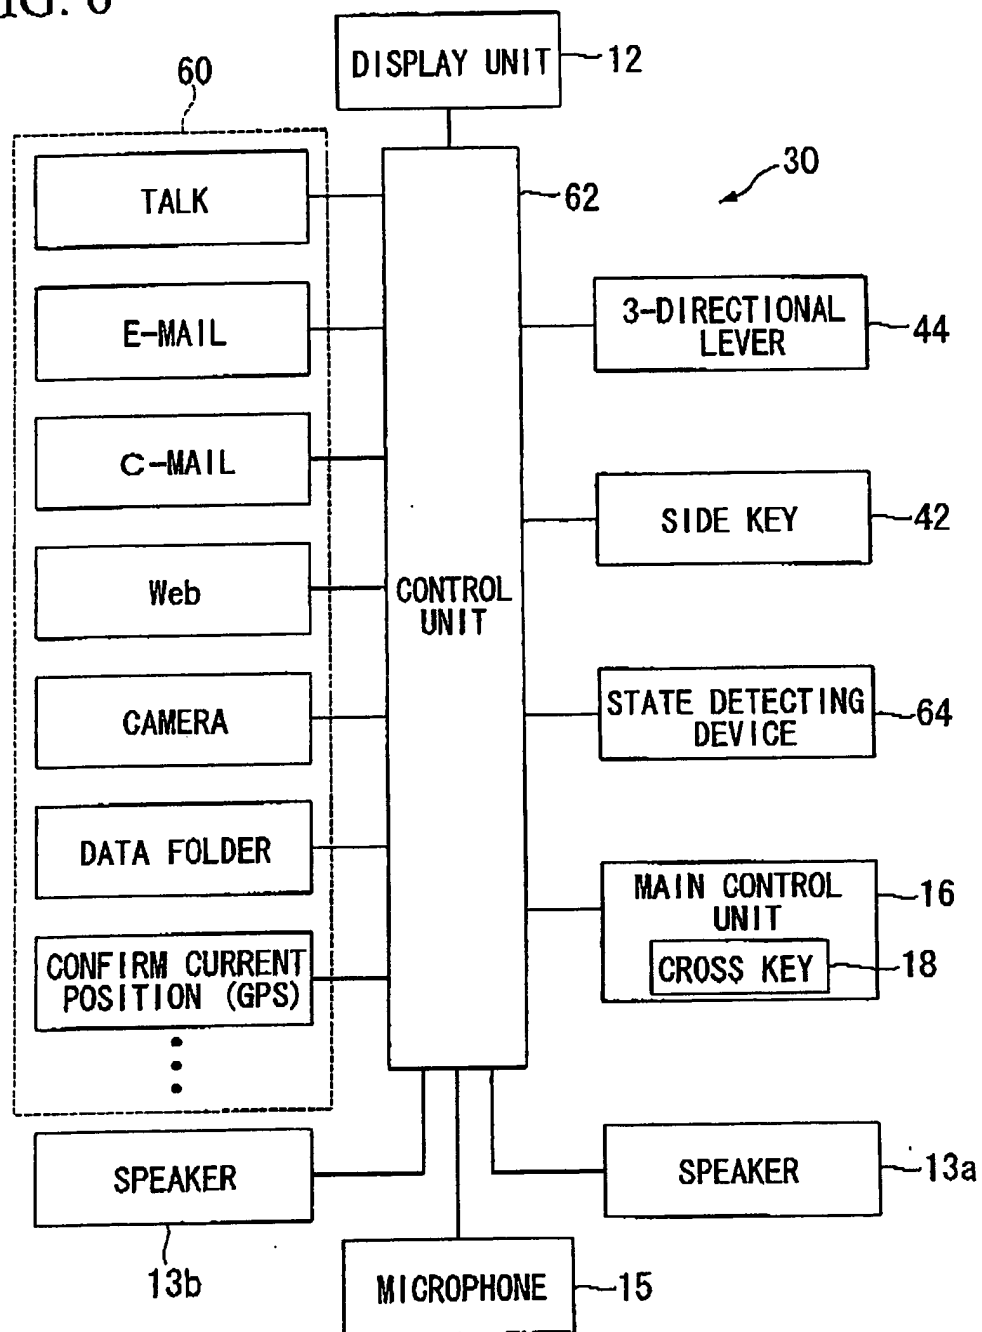 FIG. 6
DISPLAY UNIT
12
60
30
TALK
62
3-DIRECTIONAL
LEVER
44
E-MAIL
C-MAIL
SIDE KEY
42
Web
CONTROL
UNIT
CAMERA
STATE DETECTING
DEVICE
64
DATA FOLDER
MAIN CONTROL
UNIT
16
CROSS KEY
18
CONFIRM CURRENT
POSITION (GPS)
SPEAKER
13b
SPEAKER
13a
MICROPHONE
15